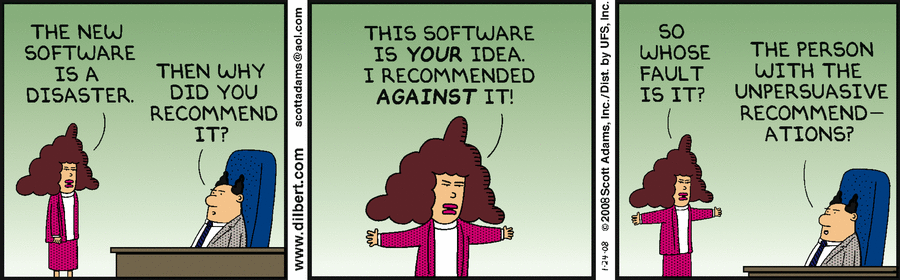 THE NEW
SOFTWARE
IS A
DISASTER.
THEN WHY
DID YOU
RECOMMEND
IT?
www.dilbert.com
scottadams@aol.com
THIS SOFTWARE
IS YOUR IDEA.
I RECOMMENDED
AGAINST IT!
1-24-08 © 2008 Scott Adams, Inc./Dist. by UFS, Inc.
SO
WHOSE
FAULT
IS IT?
THE PERSON
WITH THE
UNPERSUASIVE
RECOMMEND—
ATIONS?